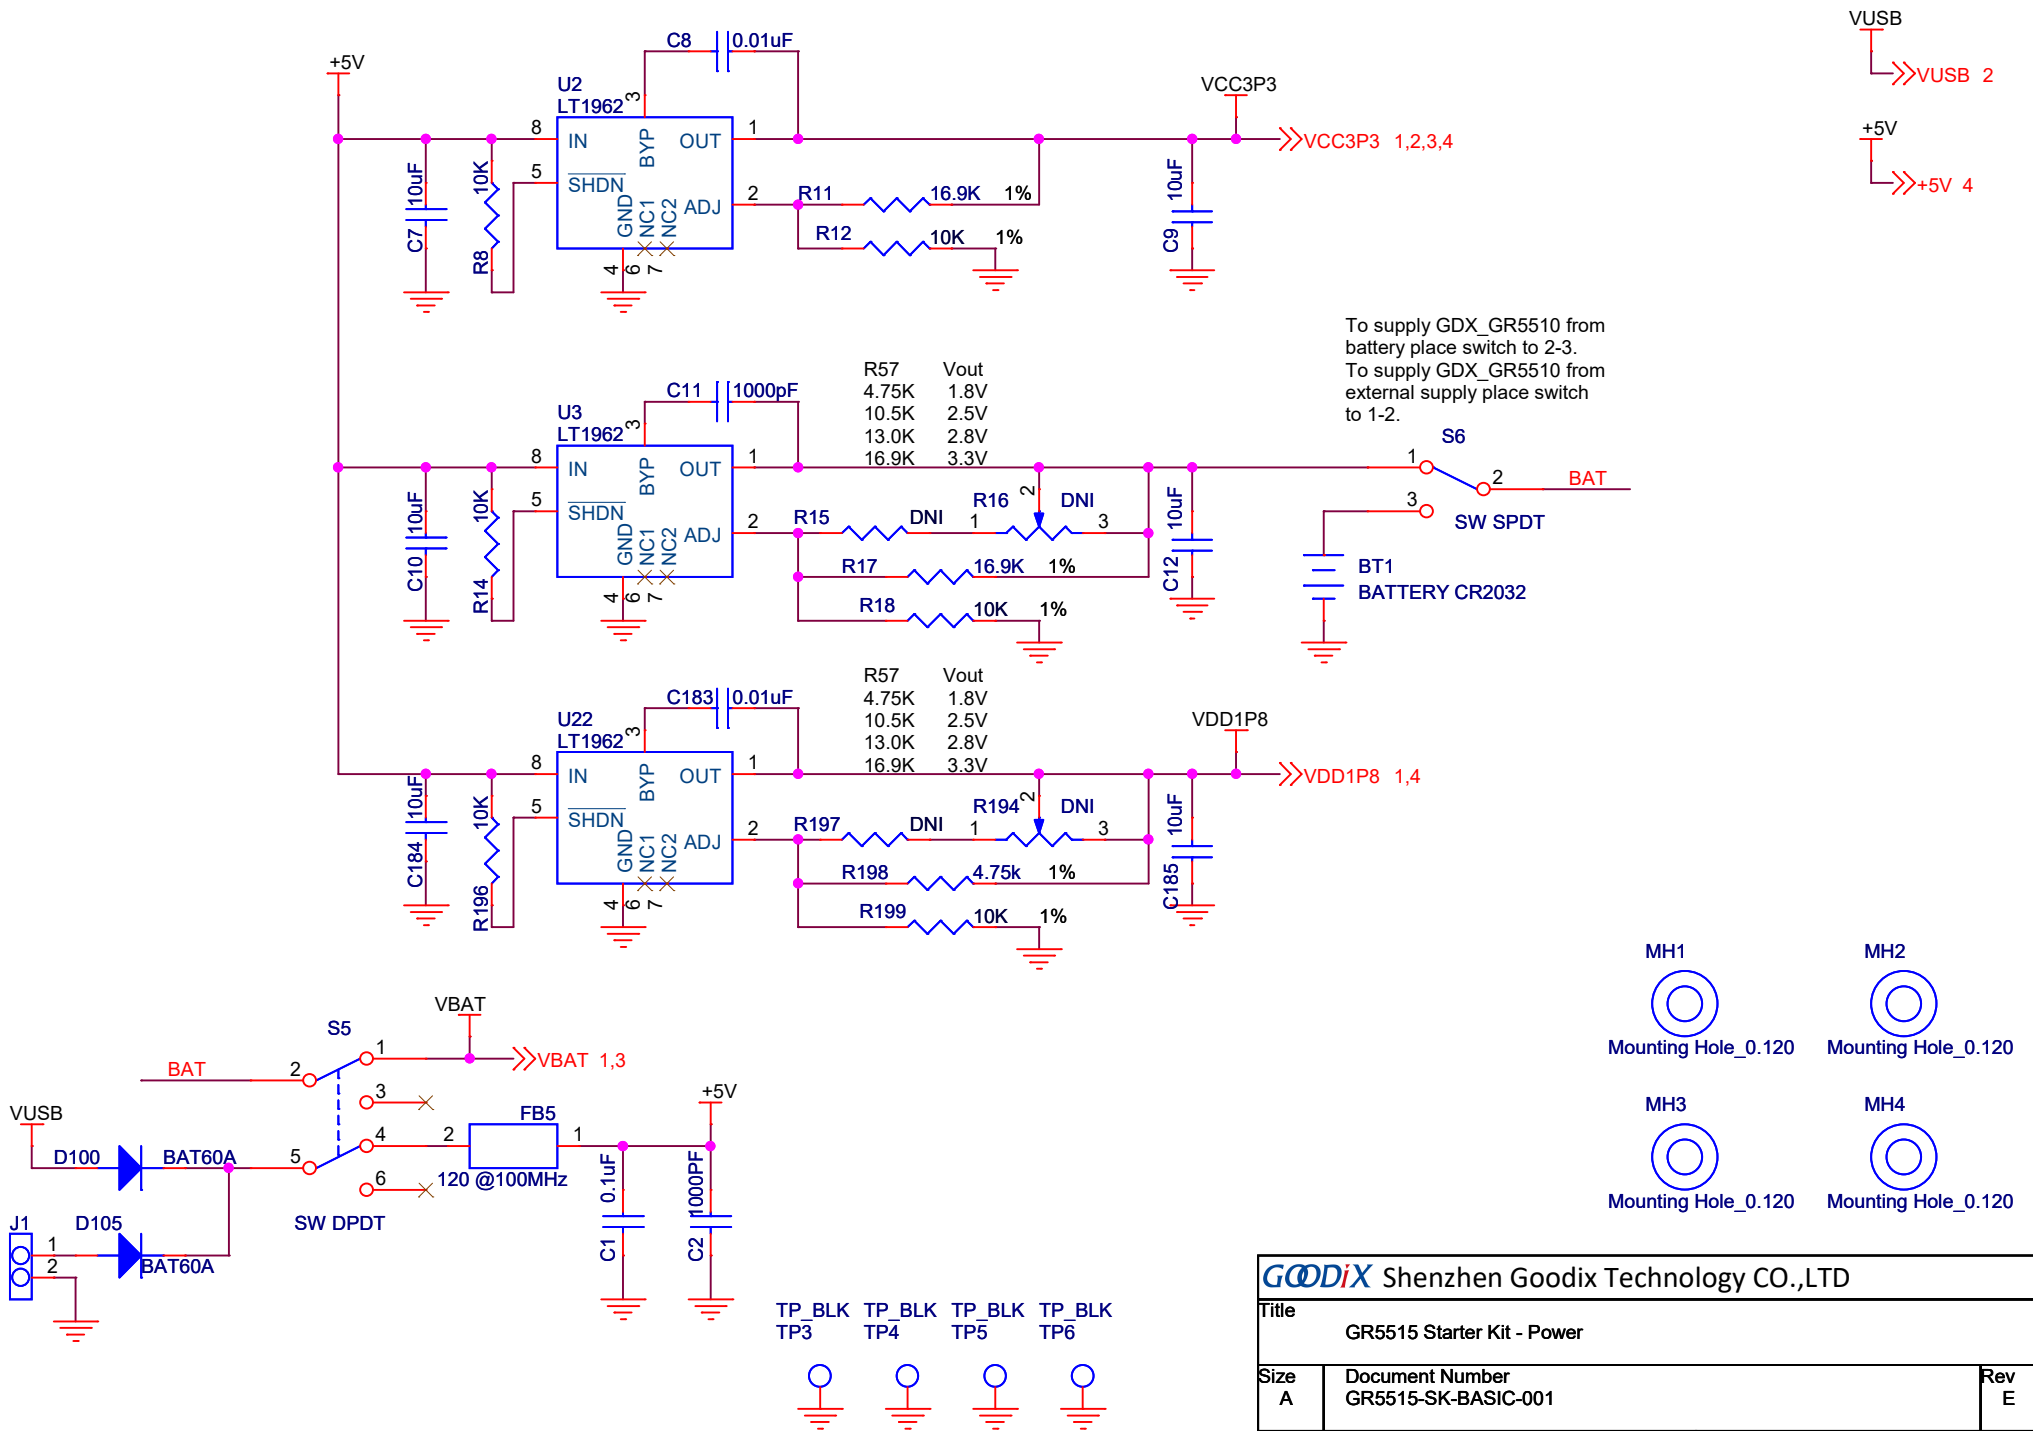 VUSB
VUSB 2
+5V
+5V 4
+5V
C8 0.01uF
U2
LT1962
3
8 IN
BYP
OUT 1
5 SHDN
ADJ 2
GND
NC1
NC2
4
6
7
10uF
C7
10K
R8
R11 16.9K 1%
R12 10K 1%
10uF
C9
VCC3P3
VCC3P3 1,2,3,4
To supply GDX_GR5510 from
battery place switch to 2-3.
To supply GDX_GR5510 from
external supply place switch
to 1-2.
R57 Vout
4.75K 1.8V
10.5K 2.5V
13.0K 2.8V
16.9K 3.3V
C11 1000pF
U3
LT1962
3
8 IN
BYP
OUT 1
5 SHDN
ADJ 2
GND
NC1
NC2
4
6
7
10uF
C10
10K
R14
R15 DNI
1 R16 2 DNI 3
R17 16.9K 1%
R18 10K 1%
10uF
C12
S6
1
2
3
BAT
SW SPDT
BT1
BATTERY CR2032
R57 Vout
4.75K 1.8V
10.5K 2.5V
13.0K 2.8V
16.9K 3.3V
C183 0.01uF
U22
LT1962
3
8 IN
BYP
OUT 1
5 SHDN
ADJ 2
GND
NC1
NC2
4
6
7
10uF
C184
10K
R196
R197 DNI
1 R194 2 DNI 3
R198 4.75k 1%
R199 10K 1%
10uF
C185
VDD1P8
VDD1P8 1,4
VBAT
S5
1
VBAT 1,3
BAT 2
3
VUSB
D100 BAT60A
5
4
6
2 FB5 1
120 @100MHz
+5V
SW DPDT
J1
1
2
D105
BAT60A
0.1uF
C1
1000PF
C2
MH1
Mounting Hole_0.120
MH2
Mounting Hole_0.120
MH3
Mounting Hole_0.120
MH4
Mounting Hole_0.120
TP_BLK TP_BLK TP_BLK TP_BLK
TP3 TP4 TP5 TP6
GOODiX Shenzhen Goodix Technology CO.,LTD
Title
GR5515 Starter Kit - Power
Size Document Number Rev
A GR5515-SK-BASIC-001 E